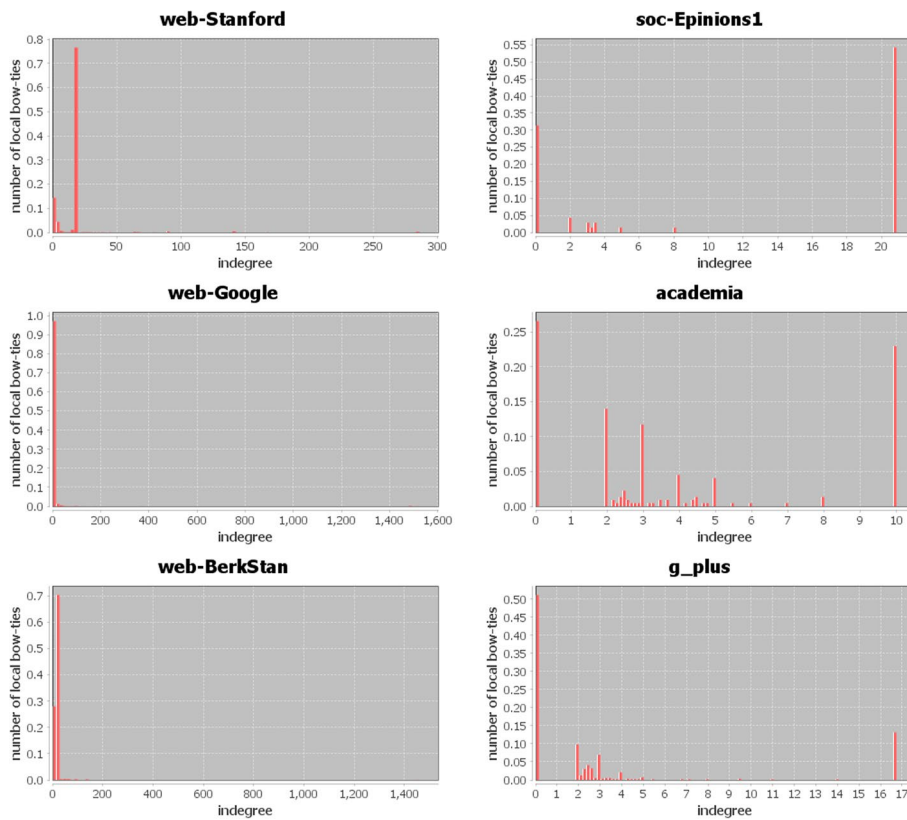 web-Stanford
number of local bow-ties
0.8
0.7
0.6
0.5
0.4
0.3
0.2
0.1
0.0
0 50 100 150 200 250 300
indegree
soc-Epinions1
number of local bow-ties
0.55
0.50
0.45
0.40
0.35
0.30
0.25
0.20
0.15
0.10
0.05
0.00
0 2 4 6 8 10 12 14 16 18 20
indegree
web-Google
number of local bow-ties
1.0
0.9
0.8
0.7
0.6
0.5
0.4
0.3
0.2
0.1
0.0
0 200 400 600 800 1,000 1,200 1,400 1,600
indegree
academia
number of local bow-ties
0.25
0.20
0.15
0.10
0.05
0.00
0 1 2 3 4 5 6 7 8 9 10
indegree
web-BerkStan
number of local bow-ties
0.7
0.6
0.5
0.4
0.3
0.2
0.1
0.0
0 200 400 600 800 1,000 1,200 1,400
indegree
g_plus
number of local bow-ties
0.50
0.45
0.40
0.35
0.30
0.25
0.20
0.15
0.10
0.05
0.00
0 1 2 3 4 5 6 7 8 9 10 11 12 13 14 15 16 17
indegree